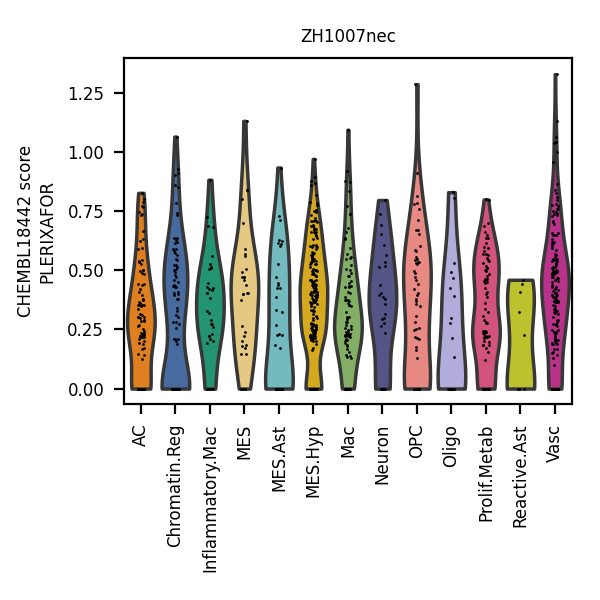 ZH1007nec
CHEMBL18442 score
PLERIXAFOR
1.25
1.00
0.75
0.50
0.25
0.00
AC
Chromatin.Reg
Inflammatory.Mac
MES
MES.Ast
MES.Hyp
Mac
Neuron
OPC
Oligo
Prolif.Metab
Reactive.Ast
Vasc